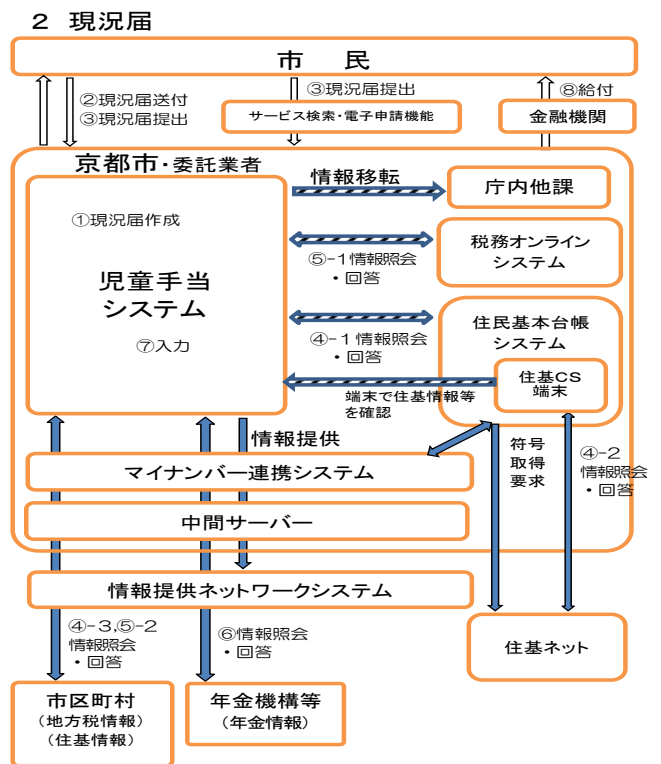 ２ 現況届
市 民
②現況届送付
③現況届提出
③現況届提出
サービス検索・電子申請機能
⑧給付
金融機関
京都市・委託業者
①現況届作成
児童手当
システム
⑦入力
情報移転
庁内他課
⑤-１情報照会
・回答
税務オンライン
システム
④-１情報照会
・回答
住民基本台帳
システム
住基CS
端末
端末で住基情報等
を確認
情報提供
マイナンバー連携システム
中間サーバー
符号
取得
要求
④-２
情報照会
・回答
情報提供ネットワークシステム
④-３,⑤-２
情報照会
・回答
⑥情報照会
・回答
住基ネット
市区町村
（地方税情報）
（住基情報）
年金機構等
（年金情報）